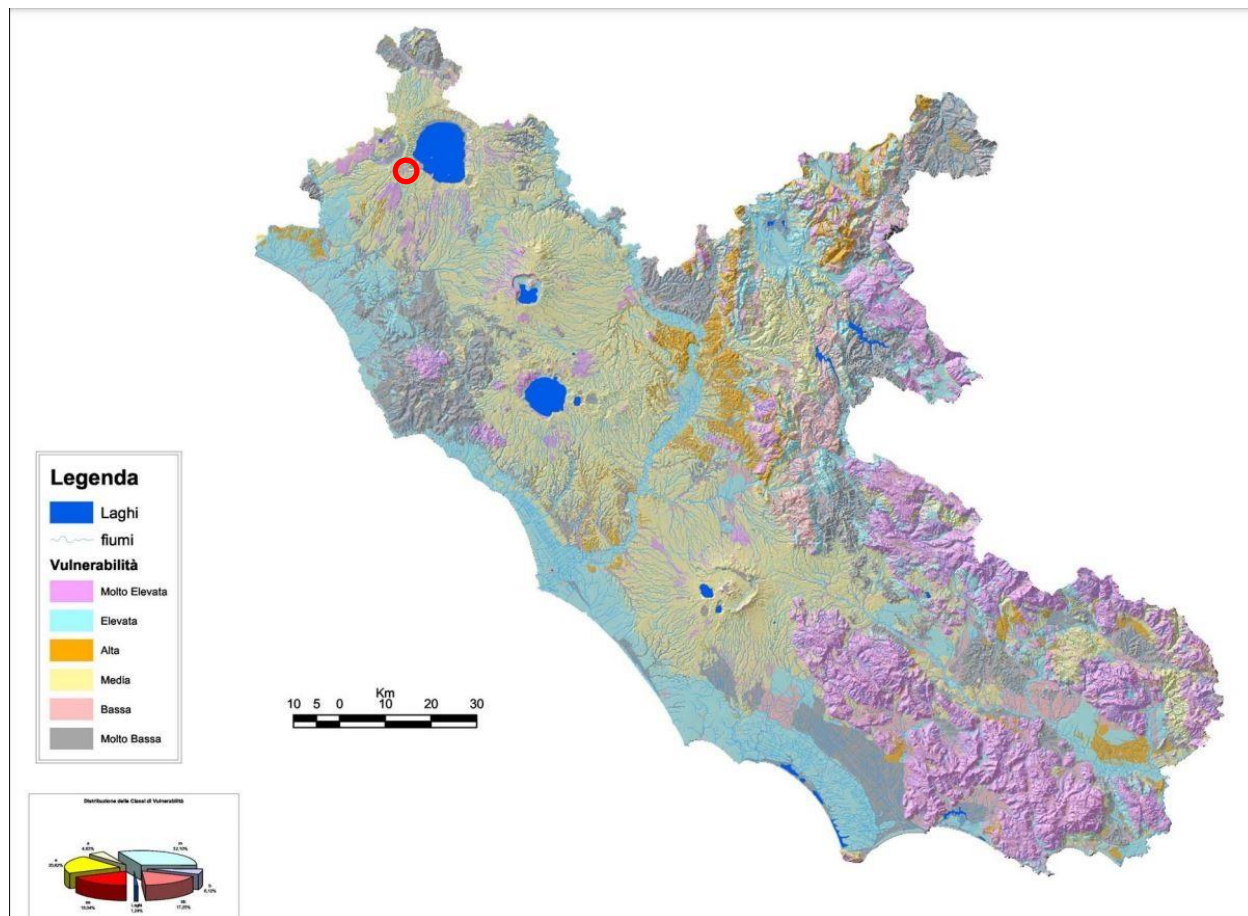 Legenda
Laghi
fiumi
Vulnerabilità
Molto Elevata
Elevata
Alta
Media
Bassa
Molto Bassa
Km
10 5 0 10 20 30
Distribuzione delle Classi di Vulnerabilità
Laghi